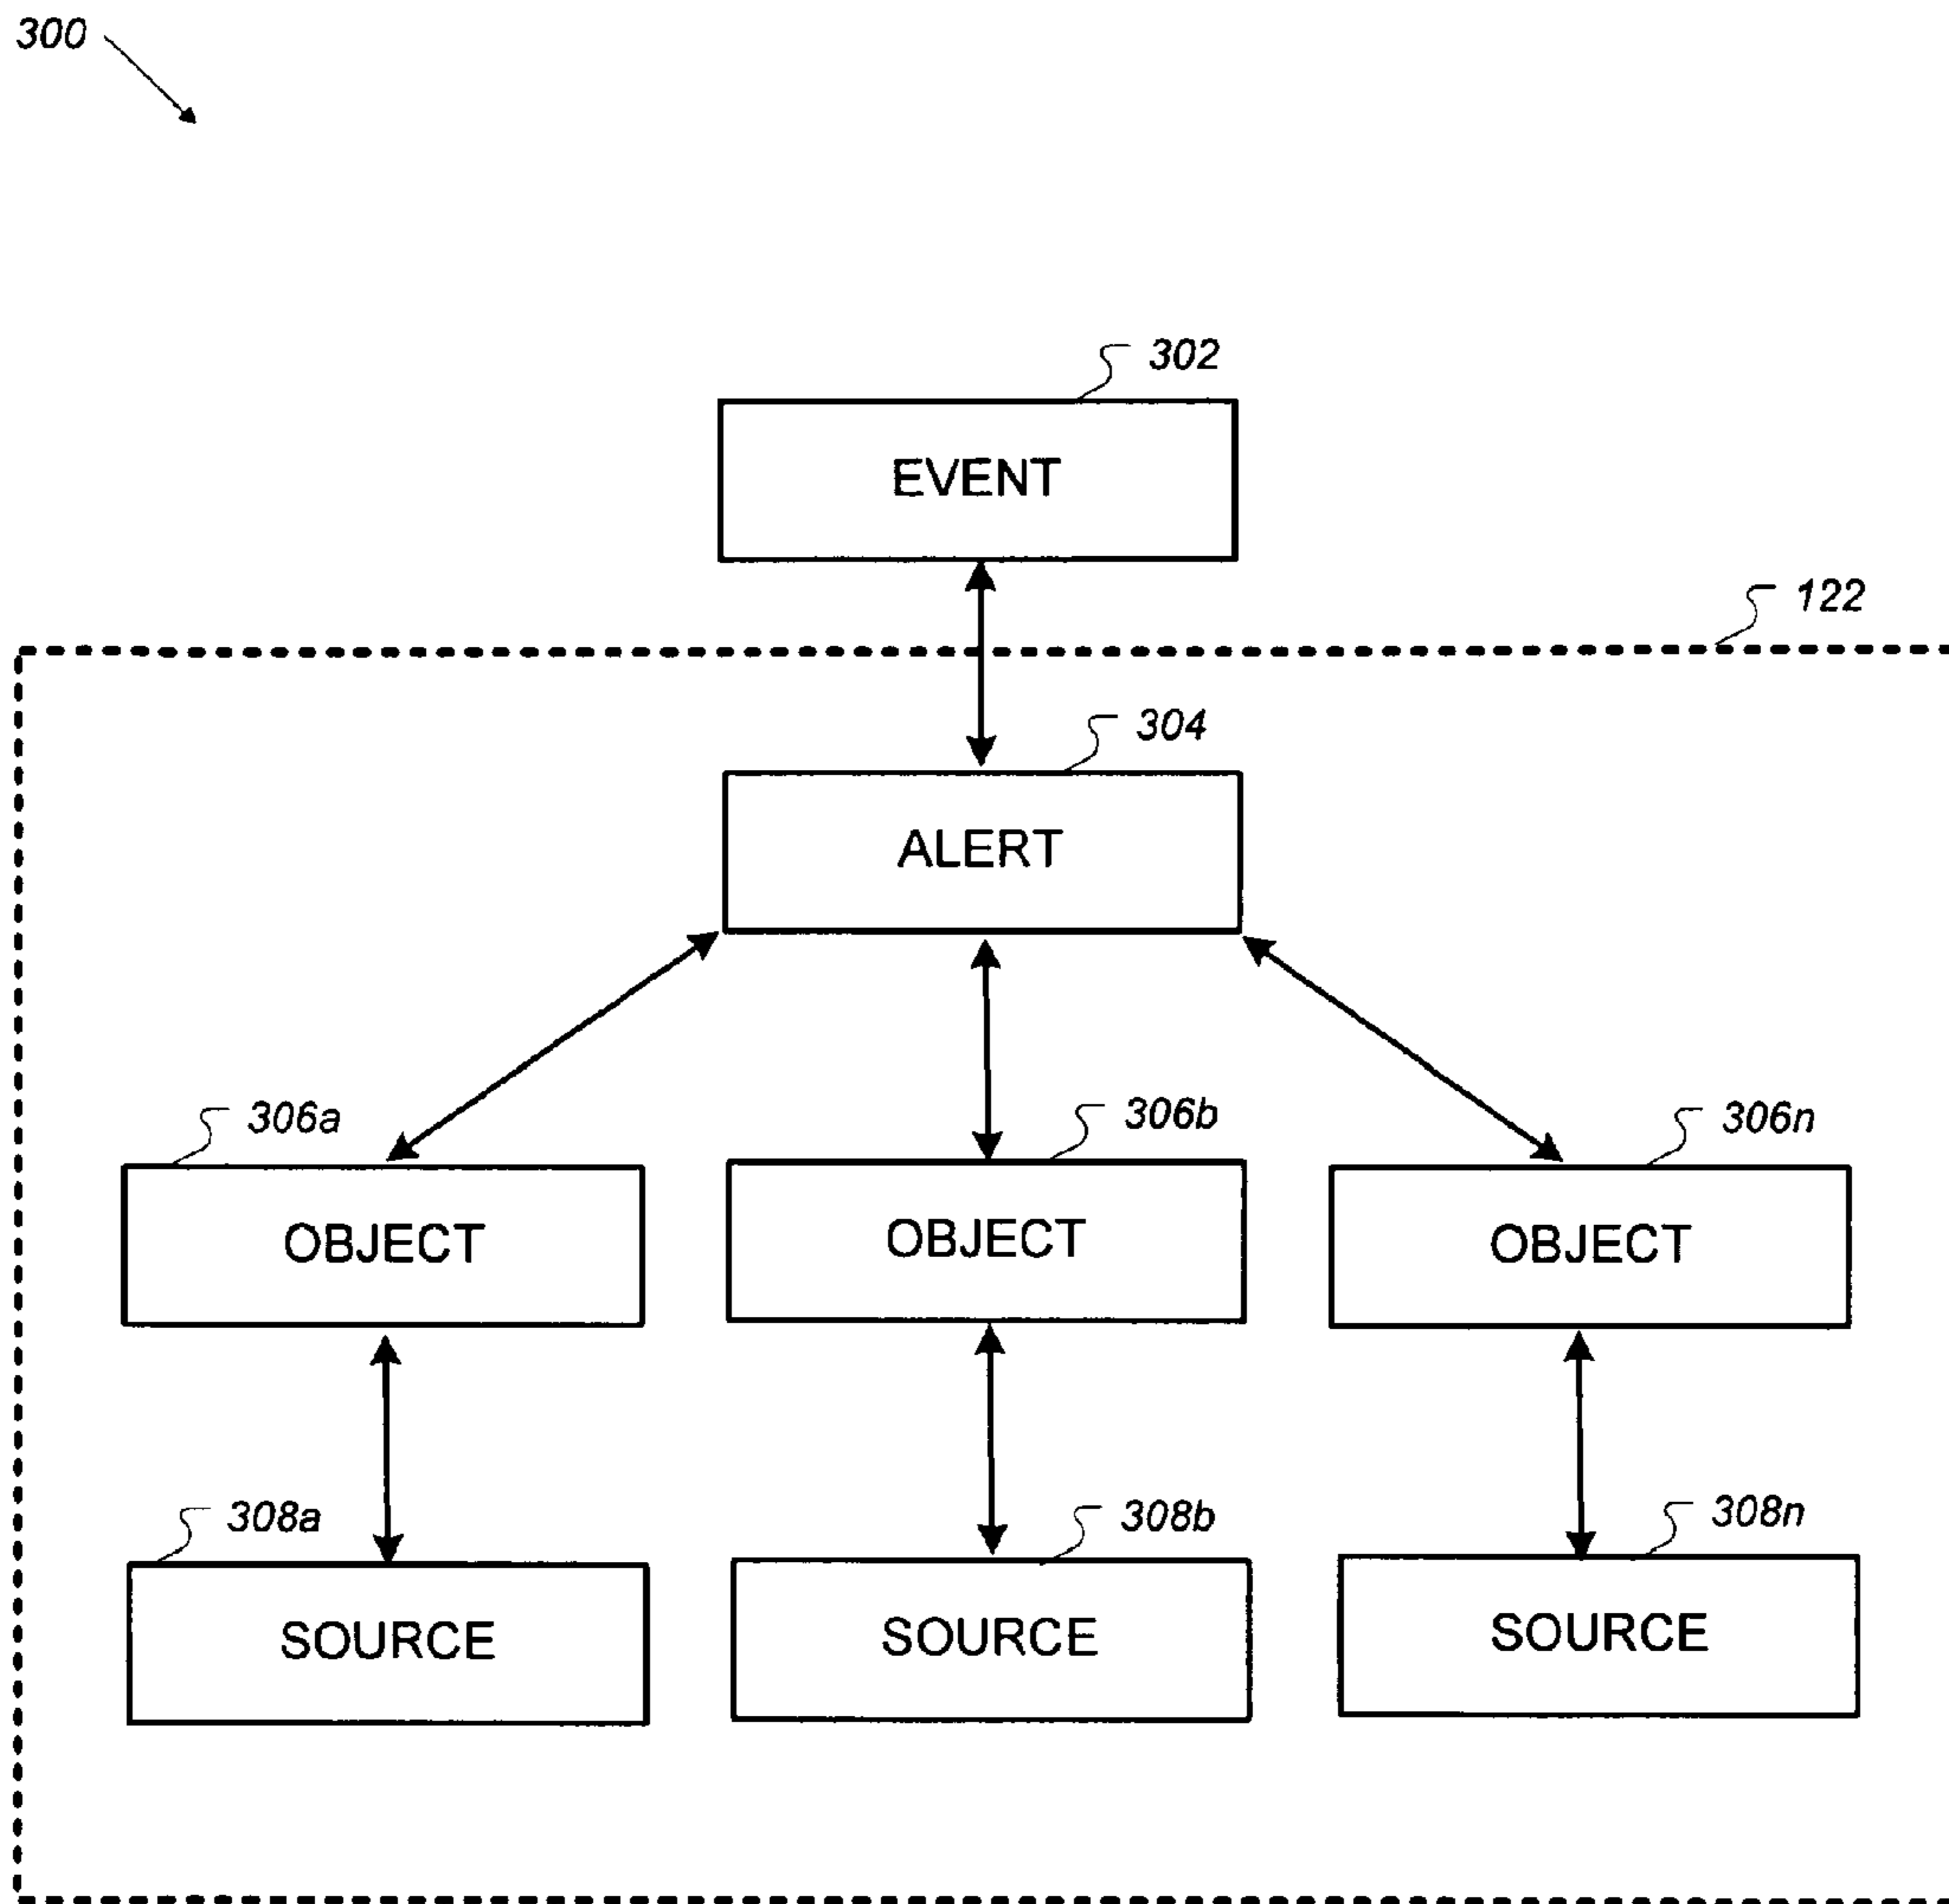 300
302
EVENT
122
304
ALERT
306a
306b
306n
OBJECT
OBJECT
OBJECT
308a
308b
308n
SOURCE
SOURCE
SOURCE